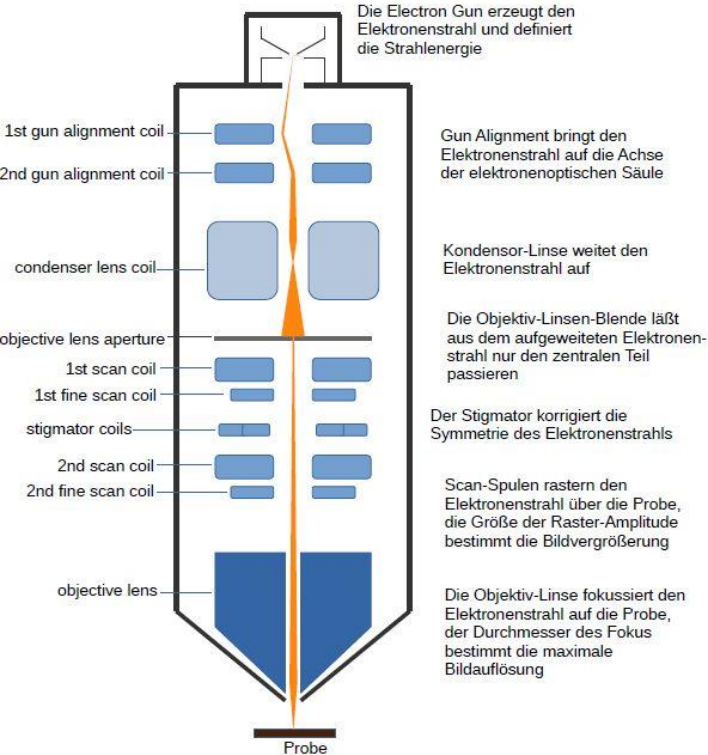 Die Electron Gun erzeugt den
Elektronenstrahl und definiert
die Strahlenergie
1st gun alignment coil
2nd gun alignment coil
Gun Alignment bringt den
Elektronenstrahl auf die Achse
der elektronenoptischen Säule
condenser lens coil
Kondensor-Linse weitet den
Elektronenstrahl auf
objective lens aperture
Die Objektiv-Linsen-Blende läßt
aus dem aufgeweiteten Elektronen-
strahl nur den zentralen Teil
passieren
1st scan coil
1st fine scan coil
stigmator coils
Der Stigmator korrigiert die
Symmetrie des Elektronenstrahls
2nd scan coil
2nd fine scan coil
Scan-Spulen rastern den
Elektronenstrahl über die Probe,
die Größe der Raster-Amplitude
bestimmt die Bildvergrößerung
objective lens
Die Objektiv-Linse fokussiert den
Elektronenstrahl auf die Probe,
der Durchmesser des Fokus
bestimmt die maximale
Bildauflösung
Probe